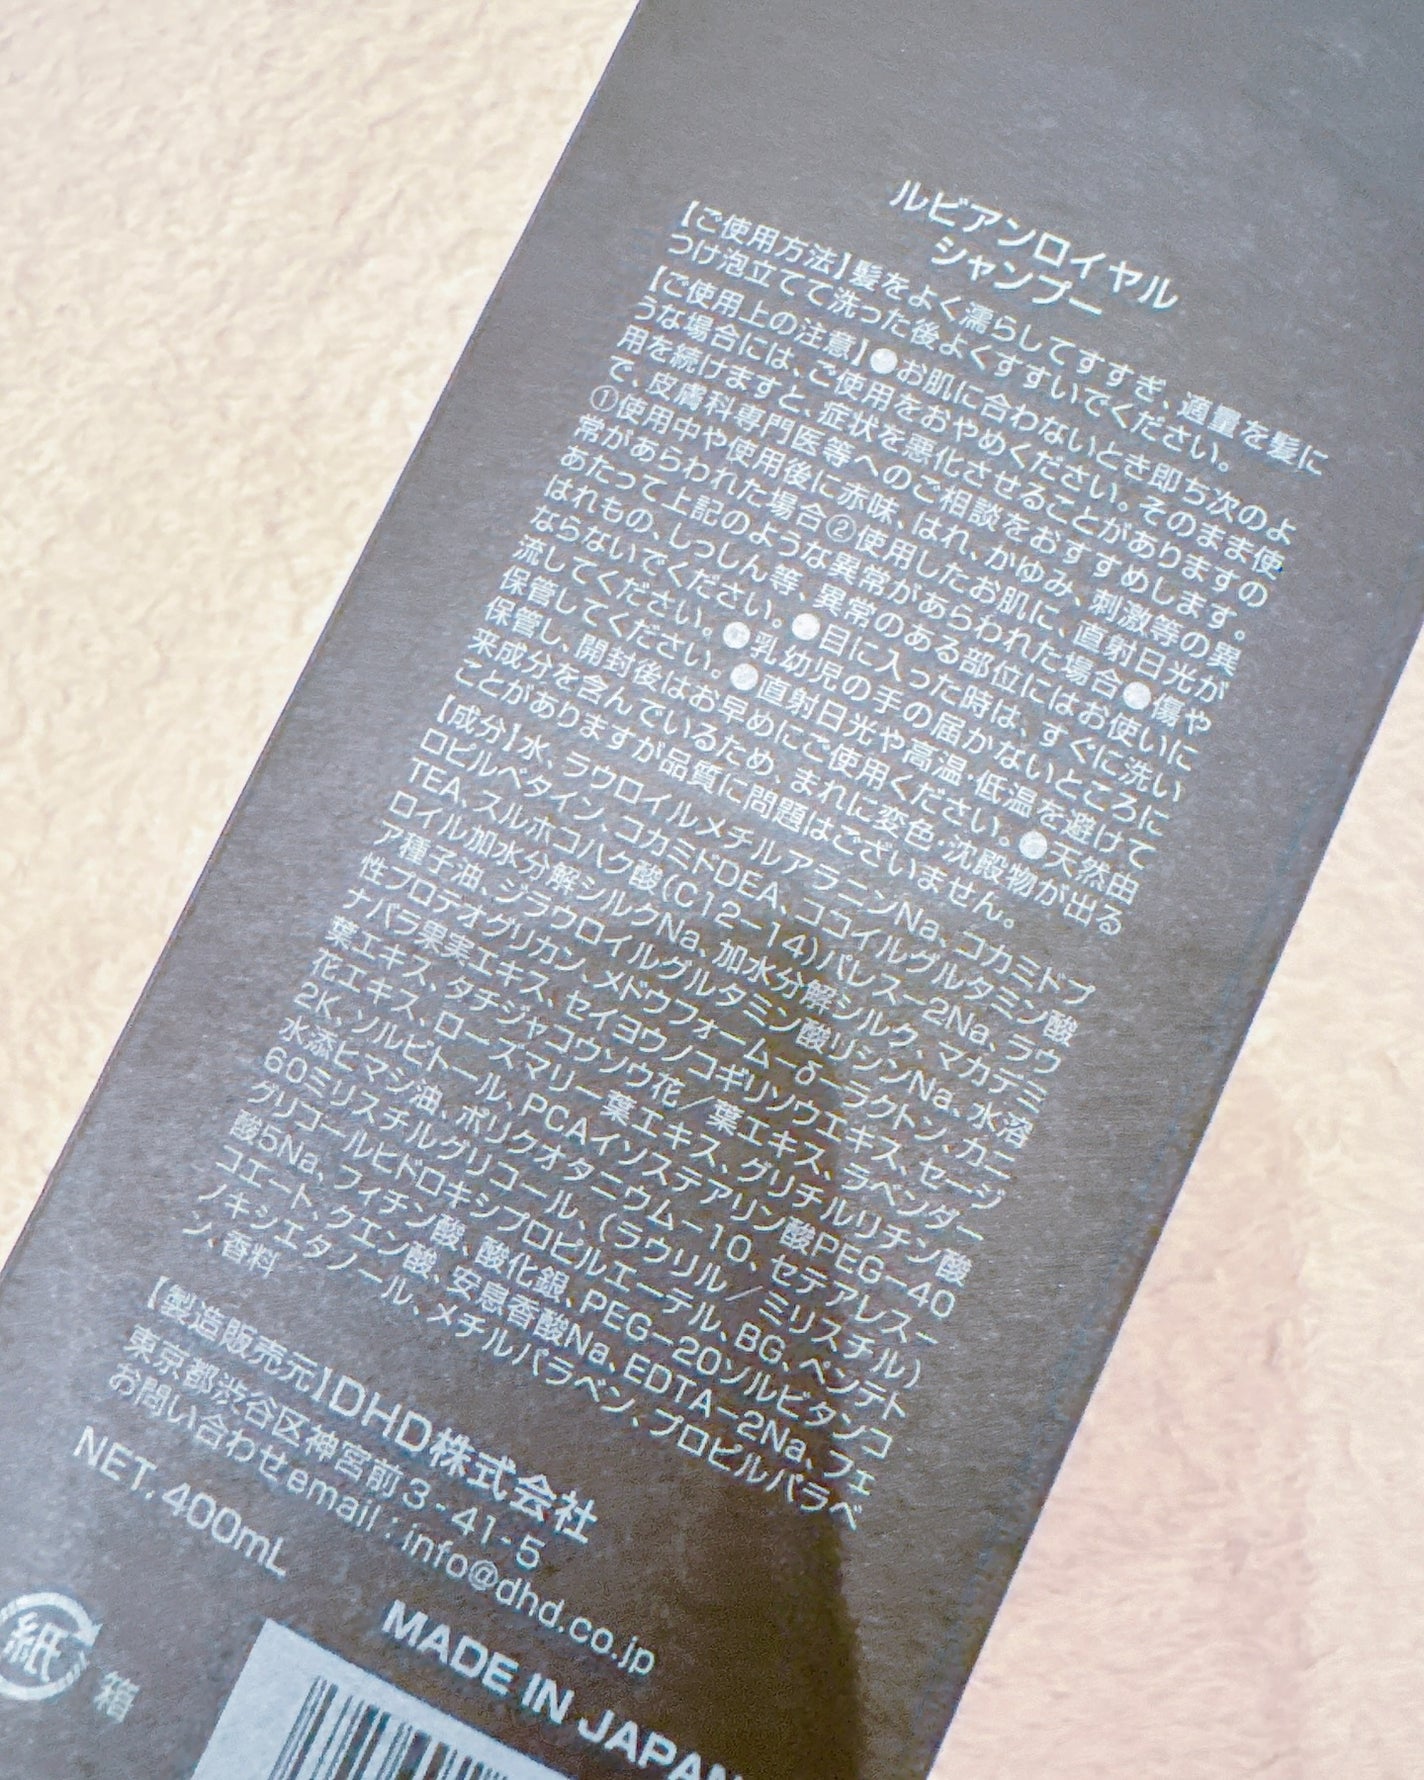 ルビアンロイヤル
シャンプー
【ご使用方法】髪をよく濡らしてすすぎ、適量を髪に
つけ泡立てて洗った後よくすすいでください。
【ご使用上の注意】●お肌に合わないとき即ち次のよ
うな場合には、ご使用をおやめください。そのまま使
用を続けますと、症状を悪化させることがありますの
で、皮膚科専門医等へのご相談をおすすめします。
①使用中や使用後に赤味、はれ、かゆみ、刺激等の異
常があらわれた場合②使用したお肌に、直射日光が
あたって上記のような異常があらわれた場合●傷や
はれもの、しっしん等、異常のある部位にはお使いに
ならないでください。●目に入った時は、すぐに洗い
流してください。●乳幼児の手の届かないところに
保管してください。●直射日光や高温・低温を避けて
保管し、開封後はお早めにご使用ください。●天然由
来成分を含んでいるため、まれに変色・沈殿物が出る
ことがありますが品質に問題はございません。
【成分】水、ラウロイルメチルアラニンNa、コカミドプ
ロピルベタイン、コカミドDEA、ココイルグルタミン酸
TEA、スルホコハク酸(C12-14)パレス-2Na、ラウ
ロイル加水分解シルクNa、加水分解シルク、マカデミ
ア種子油、ジラウロイルグルタミン酸リシンNa、水溶
性プロテオグリカン、メドウフォーム-δ-ラクトン、カニ
ナバラ果実エキス、セイヨウノコギリソウエキス、セージ
葉エキス、タチジャコウソウ花／葉エキス、ラベンダー
花エキス、ローズマリー葉エキス、グリチルリチン酸
2K、ソルビトール、PCAイソステアリン酸PEG-40
水添ヒマシ油、ポリクオタニウム-10、セテアレス-
60ミリスチルグリコール、(ラウリル／ミリスチル)
グリコールヒドロキシプロピルエーテル、BG、ペンテト
酸5Na、フィチン酸、酸化銀、PEG-20ソルビタンコ
コエート、クエン酸、安息香酸Na、EDTA-2Na、フェ
ノキシエタノール、メチルパラベン、プロピルパラベ
ン、香料
【製造販売元】DHD株式会社
東京都渋谷区神宮前3-41-5
お問い合わせemail：info@dhd.co.jp
NET. 400mL
MADE IN JAPAN
紙 箱